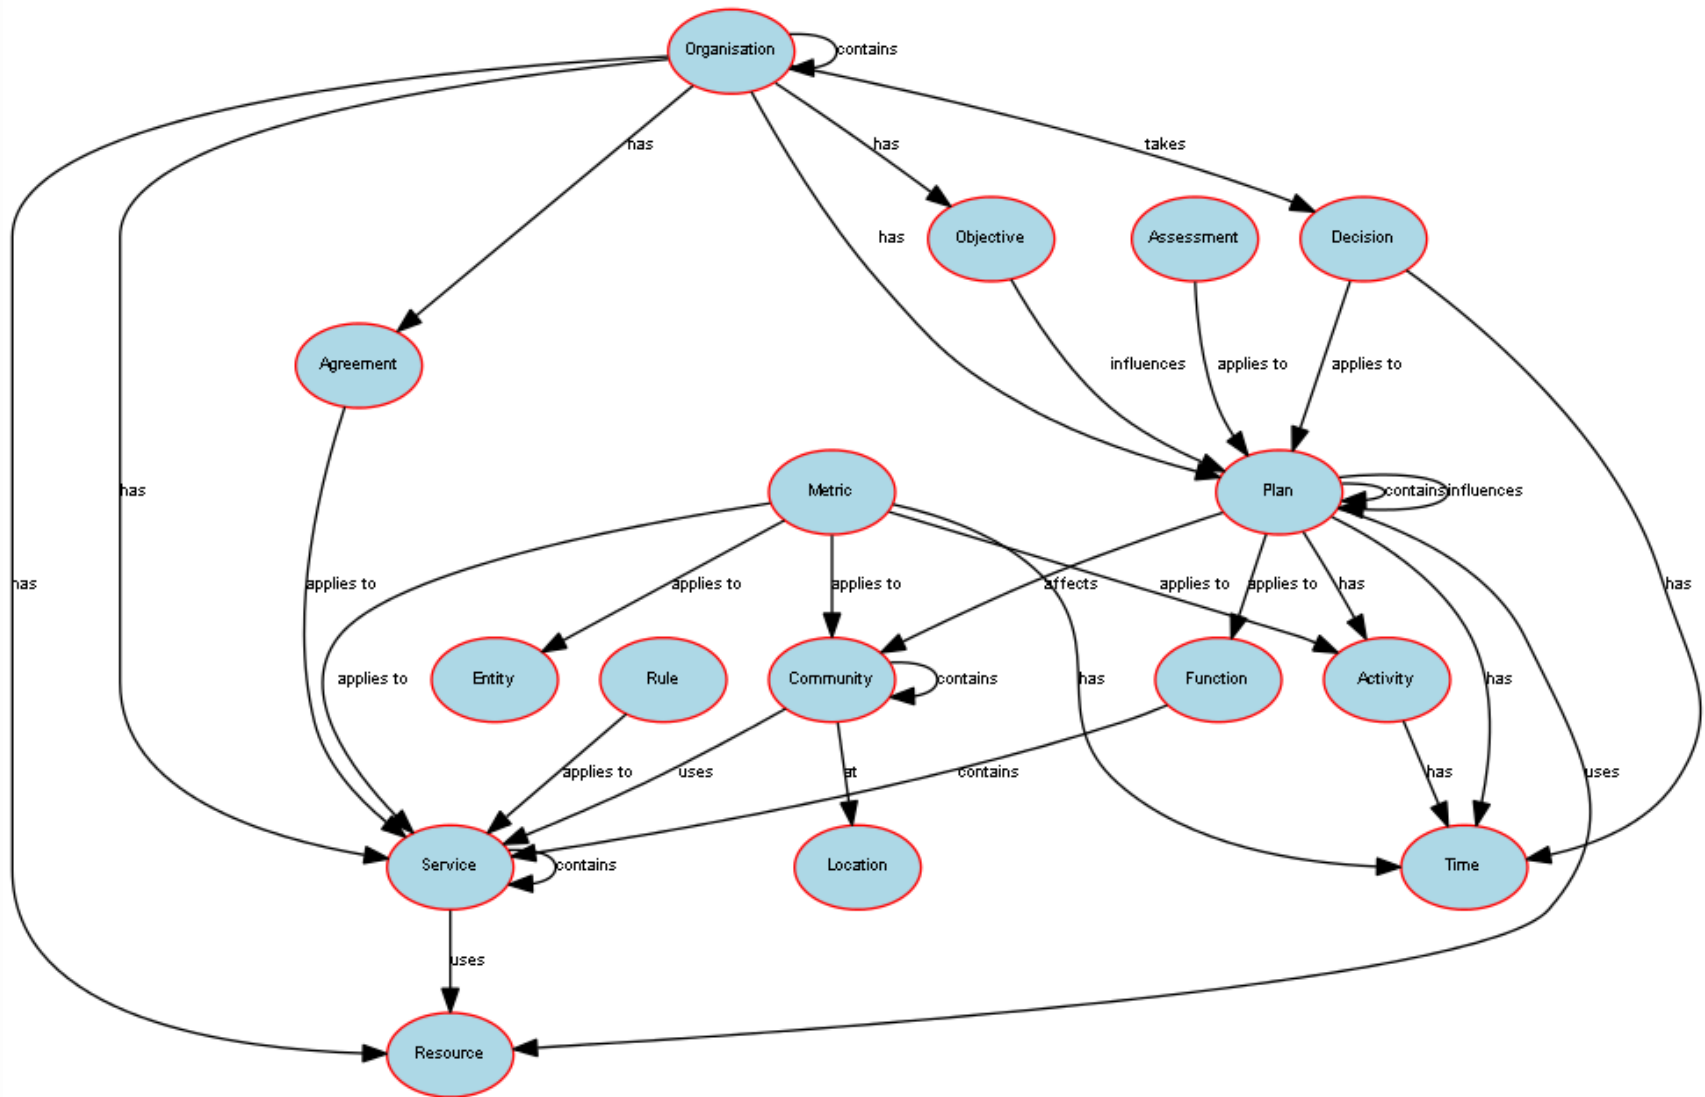 Organisation
contains
has
has
takes
Objective
Assessment
Decision
has
Agreement
influences
applies to
applies to
has
Metric
Plan
contains
influences
has
applies to
applies to
applies to
affects
applies to
applies to
has
has
applies to
Entity
Rule
Community
contains
has
Function
Activity
has
applies to
uses
at
contains
has
uses
Service
contains
Location
Time
uses
Resource